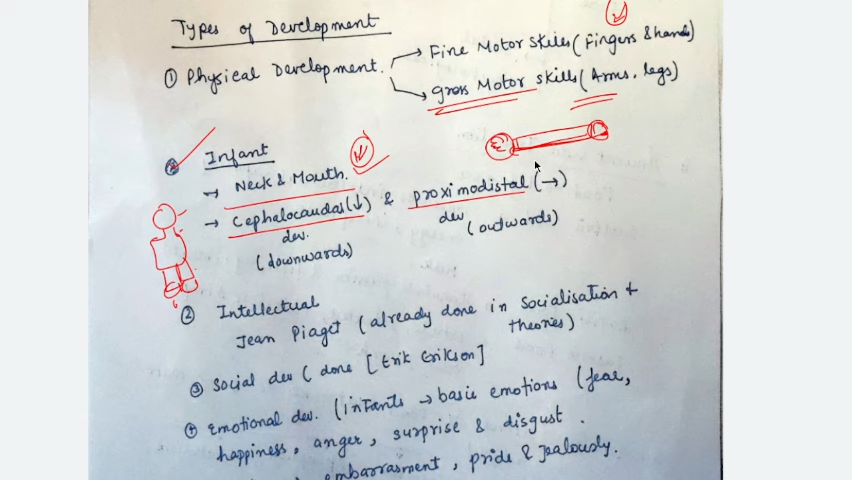 Types of Development
① Physical Development. → Fine Motor Skills (Fingers & hands)
→ Gross Motor Skills (Arms, legs)
Infant
→ Neck & Mouth.
→ Cephalocaudal (↓) & proximodistal (→)
dev. dev
(downwards) (outwards)
② Intellectual
Jean Piaget (already done in Socialisation +
theories)
③ Social dev ( done [Erik Erikson]
④ Emotional dev. (infants → basic emotions (fear,
happiness, anger, surprise & disgust.
embarrasment, pride & Jealously.